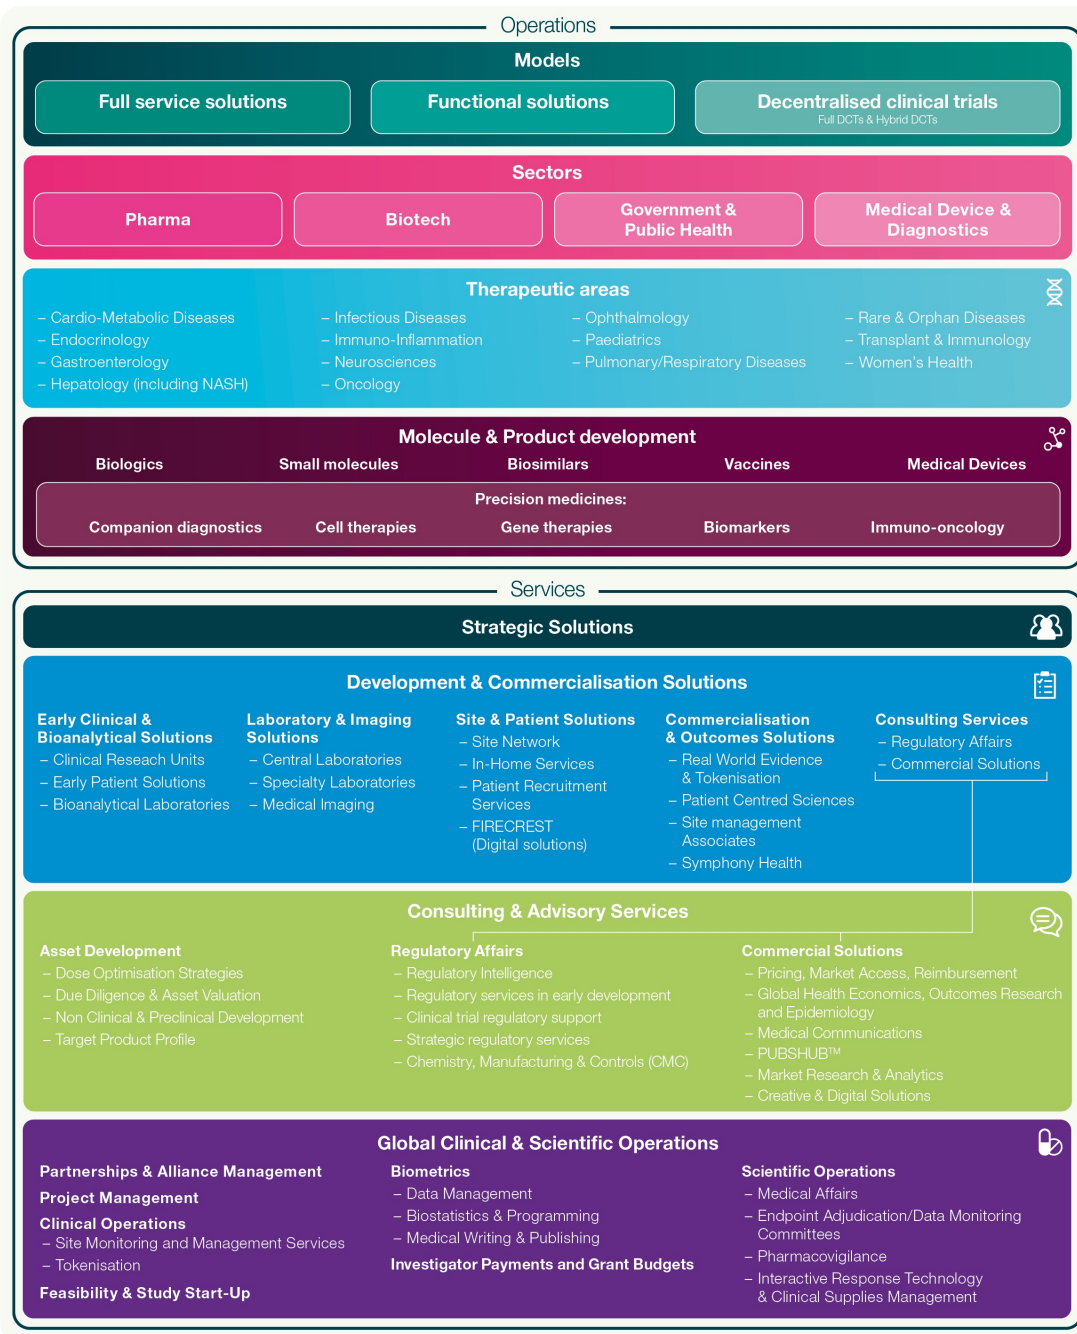 Operations
Models
Full service solutions
Functional solutions
Decentralised clinical trials
Full DCTs & Hybrid DCTs
Sectors
Pharma
Biotech
Government &
Public Health
Medical Device &
Diagnostics
Therapeutic areas
– Cardio-Metabolic Diseases
– Endocrinology
– Gastroenterology
– Hepatology (including NASH)
– Infectious Diseases
– Immuno-Inflammation
– Neurosciences
– Oncology
– Ophthalmology
– Paediatrics
– Pulmonary/Respiratory Diseases
– Rare & Orphan Diseases
– Transplant & Immunology
– Women’s Health
Molecule & Product development
Biologics
Small molecules
Biosimilars
Vaccines
Medical Devices
Precision medicines:
Companion diagnostics
Cell therapies
Gene therapies
Biomarkers
Immuno-oncology
Services
Strategic Solutions
Development & Commercialisation Solutions
Early Clinical &
Bioanalytical Solutions
– Clinical Reseach Units
– Early Patient Solutions
– Bioanalytical Laboratories
Laboratory & Imaging
Solutions
– Central Laboratories
– Specialty Laboratories
– Medical Imaging
Site & Patient Solutions
– Site Network
– In-Home Services
– Patient Recruitment
Services
– FIRECREST
(Digital solutions)
Commercialisation
& Outcomes Solutions
– Real World Evidence
& Tokenisation
– Patient Centred Sciences
– Site management
Associates
– Symphony Health
Consulting Services
– Regulatory Affairs
– Commercial Solutions
Consulting & Advisory Services
Asset Development
– Dose Optimisation Strategies
– Due Diligence & Asset Valuation
– Non Clinical & Preclinical Development
– Target Product Profile
Regulatory Affairs
– Regulatory Intelligence
– Regulatory services in early development
– Clinical trial regulatory support
– Strategic regulatory services
– Chemistry, Manufacturing & Controls (CMC)
Commercial Solutions
– Pricing, Market Access, Reimbursement
– Global Health Economics, Outcomes Research
and Epidemiology
– Medical Communications
– PUBSHUB™
– Market Research & Analytics
– Creative & Digital Solutions
Global Clinical & Scientific Operations
Partnerships & Alliance Management
Project Management
Clinical Operations
– Site Monitoring and Management Services
– Tokenisation
Feasibility & Study Start-Up
Biometrics
– Data Management
– Biostatistics & Programming
– Medical Writing & Publishing
Investigator Payments and Grant Budgets
Scientific Operations
– Medical Affairs
– Endpoint Adjudication/Data Monitoring
Committees
– Pharmacovigilance
– Interactive Response Technology
& Clinical Supplies Management